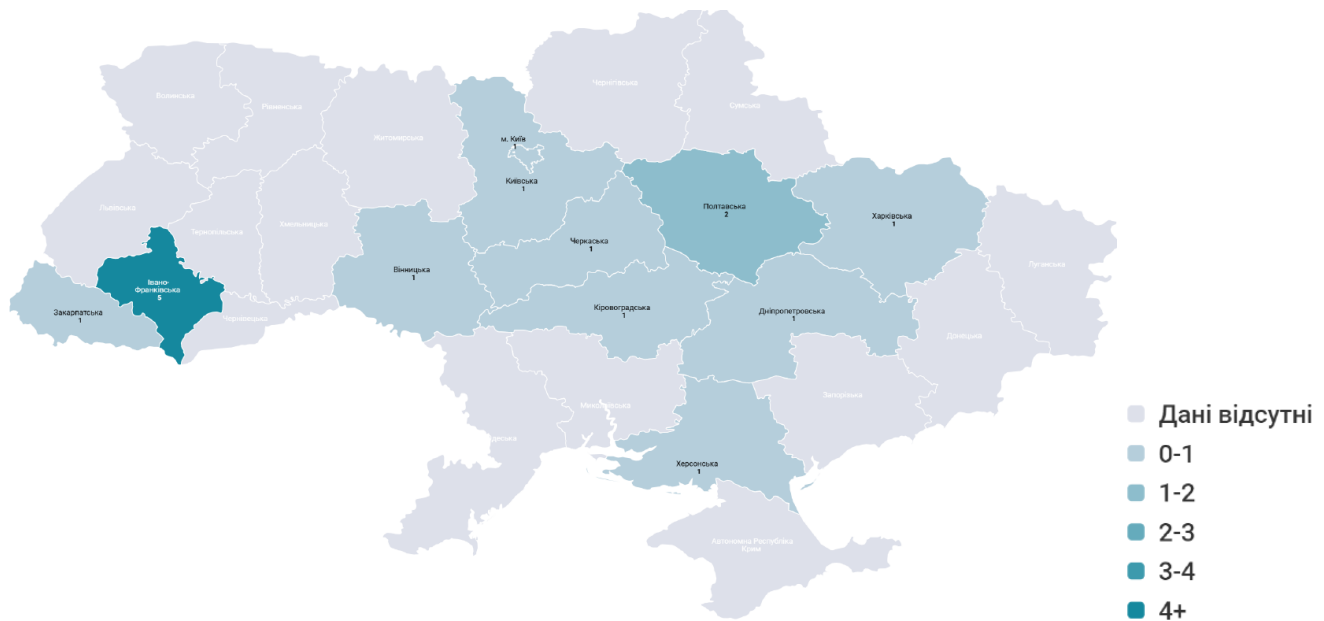 Чернігівська
Волинська
Рівненська
Сумська
Житомирська
м. Київ
1
Київська
1
Львівська
Полтавська
2
Харківська
1
Тернопільська
Хмельницька
Черкаська
1
Вінницька
1
Луганська
Івано-
Франківська
5
Закарпатська
1
Чернівецька
Кіровоградська
1
Дніпропетровська
1
Донецька
Запорізька
Миколаївська
деська
Херсонська
1
Автономна Республіка
Крим
Дані відсутні
0-1
1-2
2-3
3-4
4+